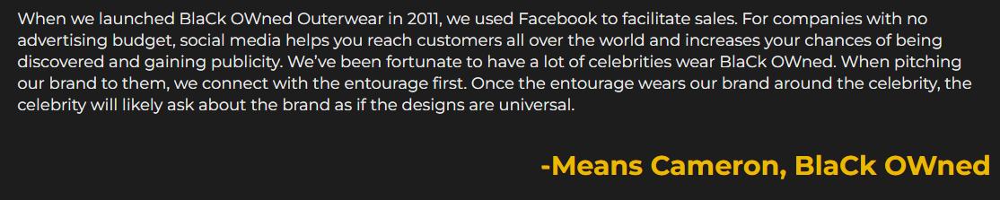 When we launched BlaCk OWned Outerwear in 2011, we used Facebook to facilitate sales. For companies with no
advertising budget, social media helps you reach customers all over the world and increases your chances of being
discovered and gaining publicity. We’ve been fortunate to have a lot of celebrities wear BlaCk OWned. When pitching
our brand to them, we connect with the entourage first. Once the entourage wears our brand around the celebrity, the
celebrity will likely ask about the brand as if the designs are universal.
-Means Cameron, BlaCk OWned